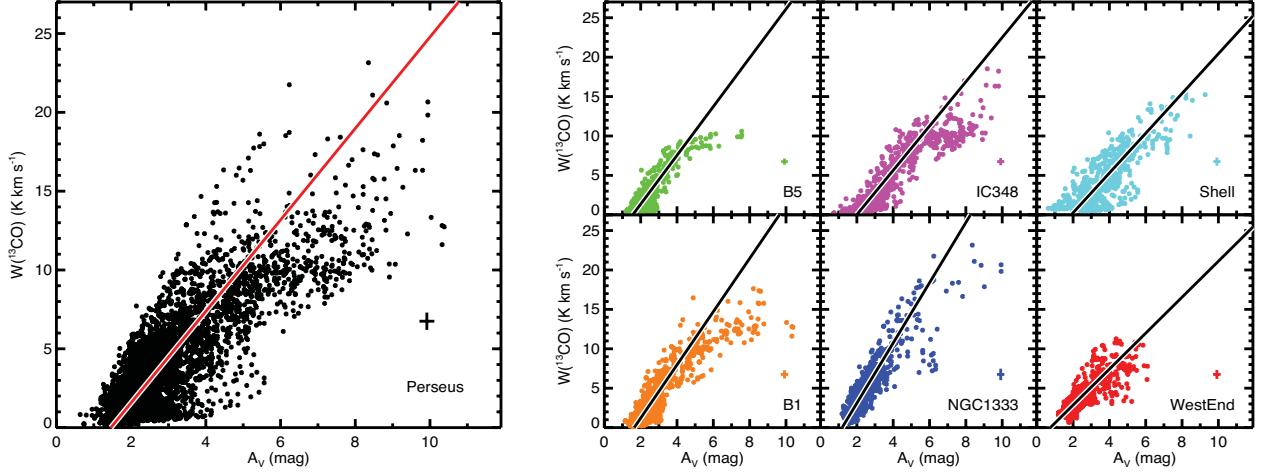 25
20
15
10
5
0
W(¹³CO) (K km s⁻¹)
Perseus
0 2 4 6 8 10
A_V (mag)
25
20
15
10
5
0
W(¹³CO) (K km s⁻¹)
B5
IC348
Shell
25
20
15
10
5
0
W(¹³CO) (K km s⁻¹)
B1
NGC1333
WestEnd
0 2 4 6 8 10
2 4 6 8 10
2 4 6 8 10
A_V (mag)
A_V (mag)
A_V (mag)